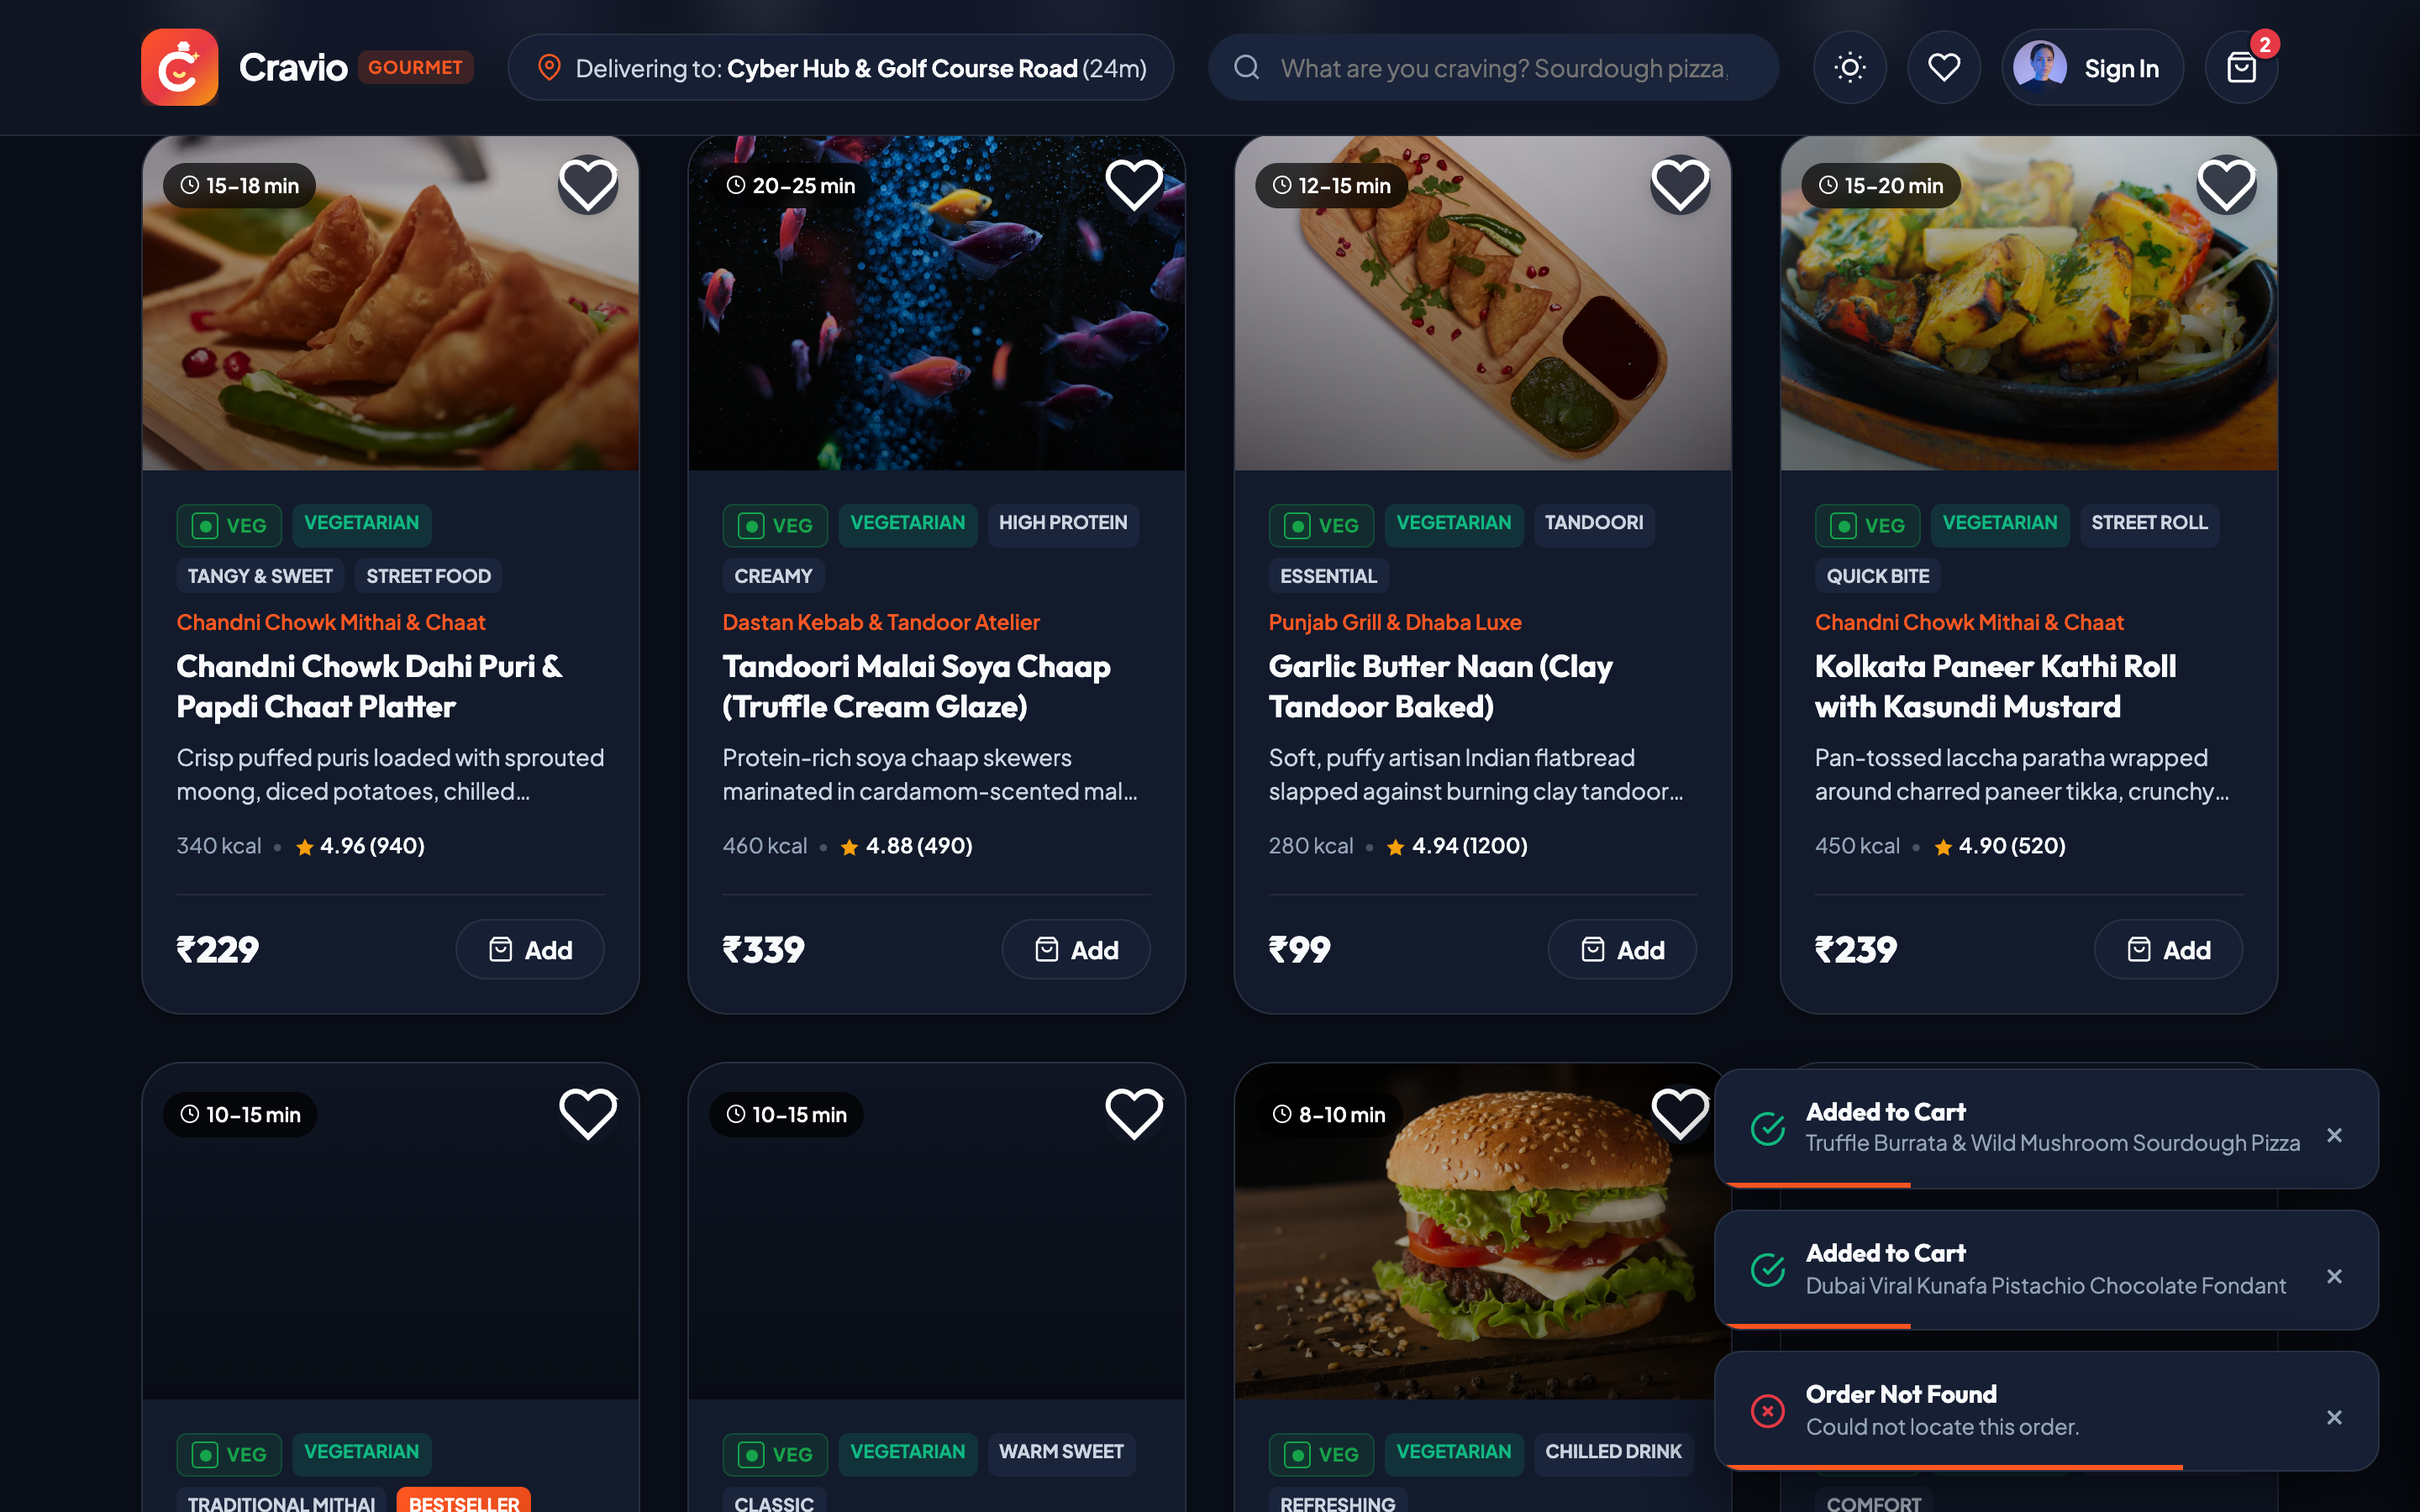 Cravio GOURMET
Delivering to: Cyber Hub & Golf Course Road (24m)
What are you craving? Sourdough pizza,
Sign In
2
15–18 min
20–25 min
12–15 min
15–20 min
VEG VEGETARIAN
TANGY & SWEET STREET FOOD
Chandni Chowk Mithai & Chaat
Chandni Chowk Dahi Puri &
Papdi Chaat Platter
Crisp puffed puris loaded with sprouted
moong, diced potatoes, chilled...
340 kcal • 4.96 (940)
₹229 Add
VEG VEGETARIAN HIGH PROTEIN
CREAMY
Dastan Kebab & Tandoor Atelier
Tandoori Malai Soya Chaap
(Truffle Cream Glaze)
Protein-rich soya chaap skewers
marinated in cardamom-scented mal...
460 kcal • 4.88 (490)
₹339 Add
VEG VEGETARIAN TANDOORI
ESSENTIAL
Punjab Grill & Dhaba Luxe
Garlic Butter Naan (Clay
Tandoor Baked)
Soft, puffy artisan Indian flatbread
slapped against burning clay tandoor...
280 kcal • 4.94 (1200)
₹99 Add
VEG VEGETARIAN STREET ROLL
QUICK BITE
Chandni Chowk Mithai & Chaat
Kolkata Paneer Kathi Roll
with Kasundi Mustard
Pan-tossed laccha paratha wrapped
around charred paneer tikka, crunchy...
450 kcal • 4.90 (520)
₹239 Add
10–15 min
10–15 min
8–10 min
VEG VEGETARIAN
TRADITIONAL MITHAI BESTSELLER
VEG VEGETARIAN WARM SWEET
CLASSIC
VEG VEGETARIAN CHILLED DRINK
REFRESHING
COMFORT
Added to Cart
Truffle Burrata & Wild Mushroom Sourdough Pizza
Added to Cart
Dubai Viral Kunafa Pistachio Chocolate Fondant
Order Not Found
Could not locate this order.